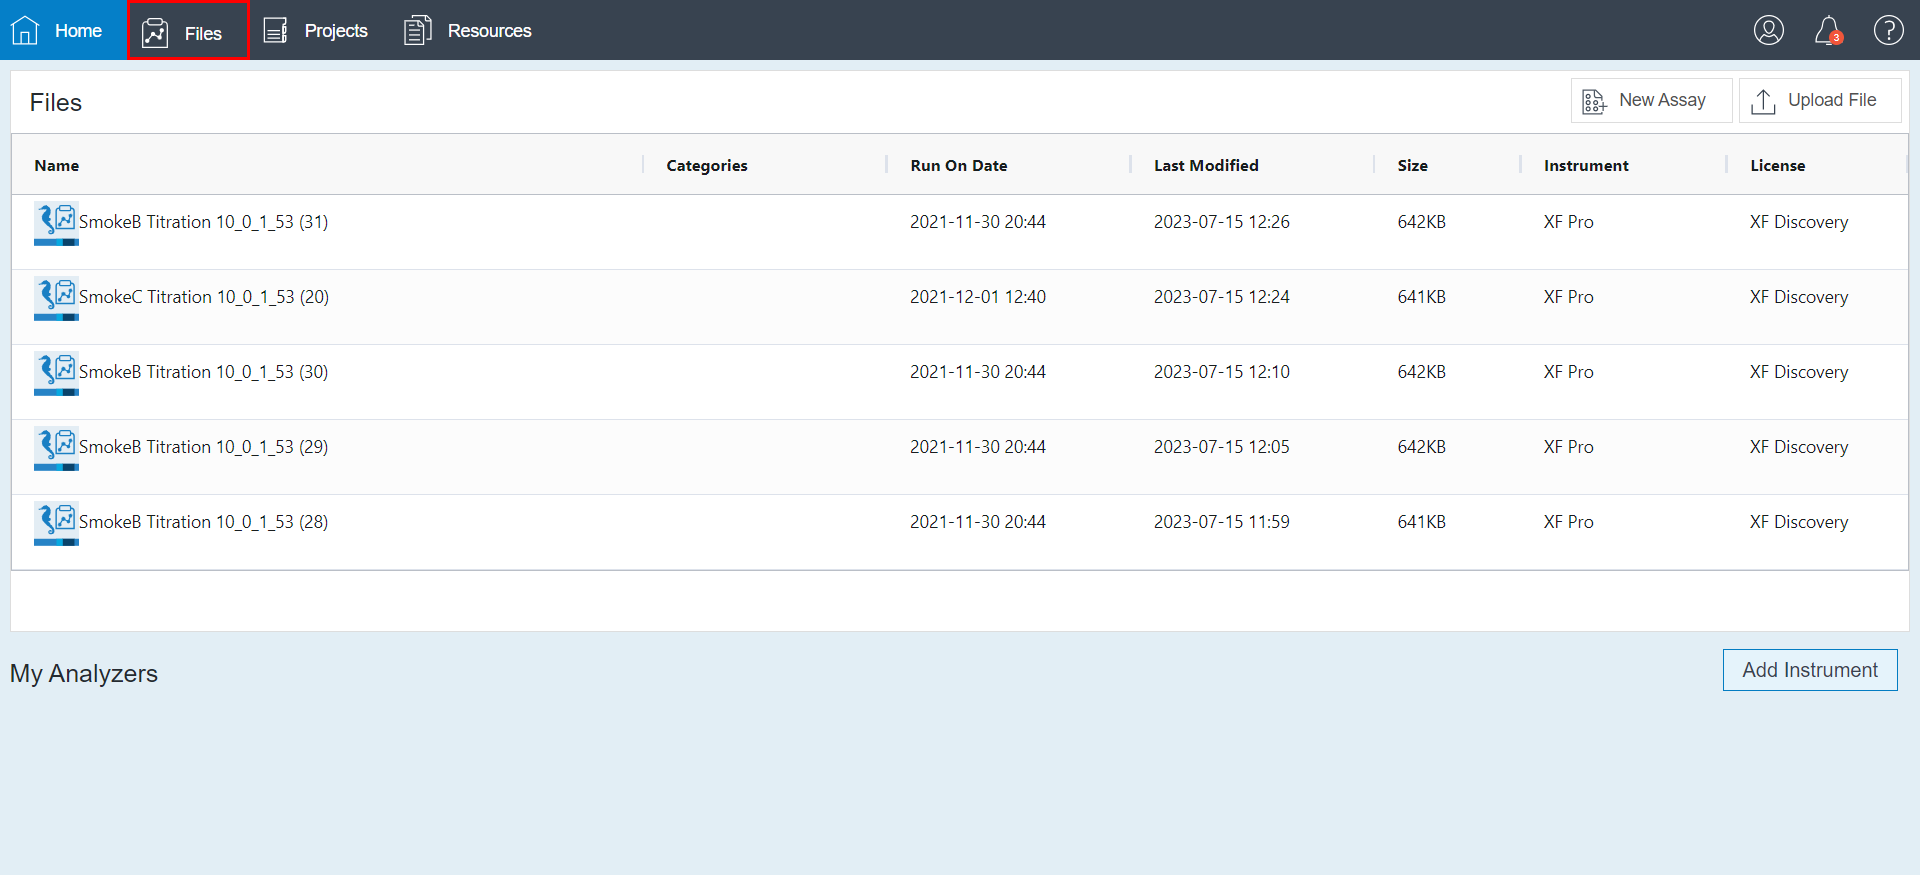 Home Files Projects Resources 3 ?
Files New Assay Upload File
Name Categories Run On Date Last Modified Size Instrument License
SmokeB Titration 10_0_1_53 (31) 2021-11-30 20:44 2023-07-15 12:26 642KB XF Pro XF Discovery
SmokeC Titration 10_0_1_53 (20) 2021-12-01 12:40 2023-07-15 12:24 641KB XF Pro XF Discovery
SmokeB Titration 10_0_1_53 (30) 2021-11-30 20:44 2023-07-15 12:10 642KB XF Pro XF Discovery
SmokeB Titration 10_0_1_53 (29) 2021-11-30 20:44 2023-07-15 12:05 642KB XF Pro XF Discovery
SmokeB Titration 10_0_1_53 (28) 2021-11-30 20:44 2023-07-15 11:59 641KB XF Pro XF Discovery
My Analyzers Add Instrument